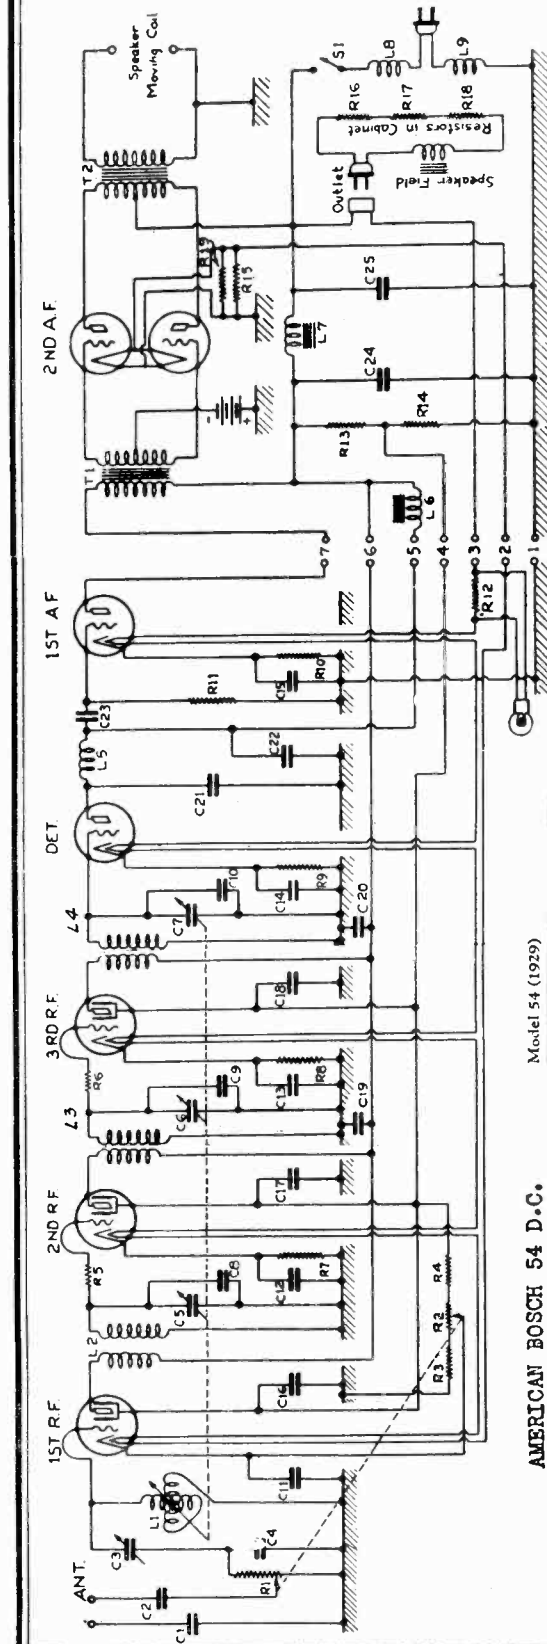 ANT.
1ST R.F.
2ND R.F.
3RD R.F.
DET.
1ST A.F.
2ND A.F.
Speaker
Moving Coil
C1
C2
C3
C4
R1
L1
C11
C16
L2
R5
C5
C8
C12
R7
C17
R3
R2
R4
L3
R6
C6
C9
C13
R8
C19
C18
L4
C7
C10
C14
R9
C20
C21
L5
C22
C23
R11
C15
R10
R12
7
6
5
4
3
2
1
T1
-
+
L6
R13
R14
L7
C24
C25
R19
R15
T2
Outlet
Speaker Field
Resistors in Cabinet
R16
R17
R18
S1
L8
L9
AMERICAN BOSCH 54 D.C.
Model 54 (1929)